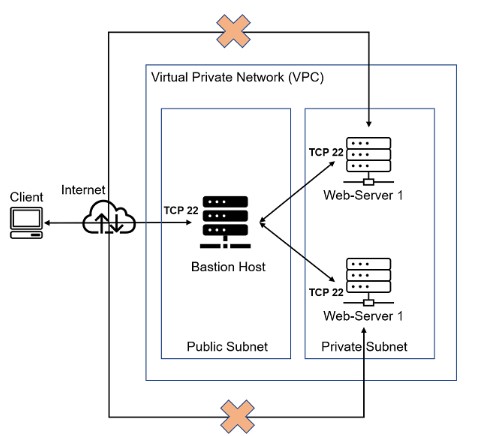 Virtual Private Network (VPC)
TCP 22
Web-Server 1
Client
Internet
TCP 22
Bastion Host
TCP 22
Web-Server 1
Public Subnet
Private Subnet